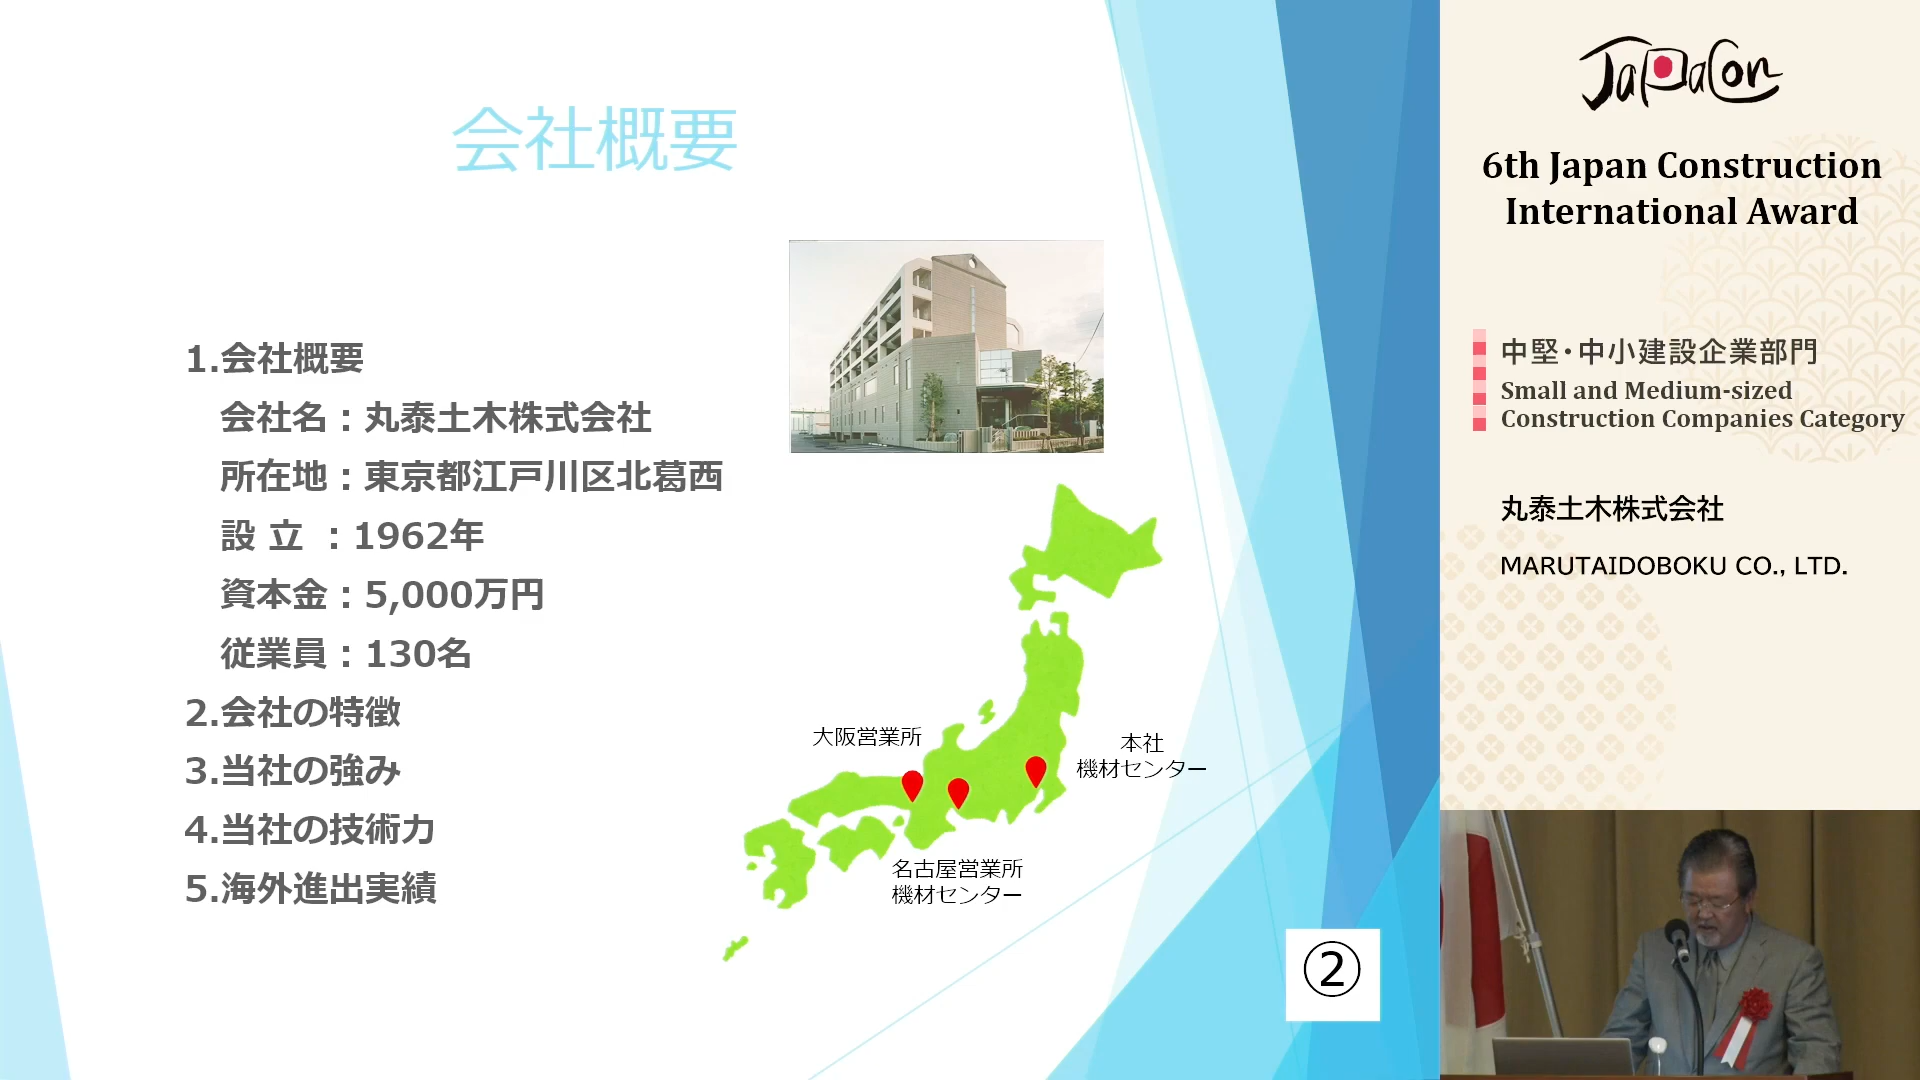 会社概要
1.会社概要
会社名：丸泰土木株式会社
所在地：東京都江戸川区北葛西
設 立 ：1962年
資本金：5,000万円
従業員：130名
2.会社の特徴
3.当社の強み
4.当社の技術力
5.海外進出実績
大阪営業所
本社
機材センター
名古屋営業所
機材センター
②
JaPaCon
6th Japan Construction
International Award
中堅・中小建設企業部門
Small and Medium-sized
Construction Companies Category
丸泰土木株式会社
MARUTAIDOBOKU CO., LTD.